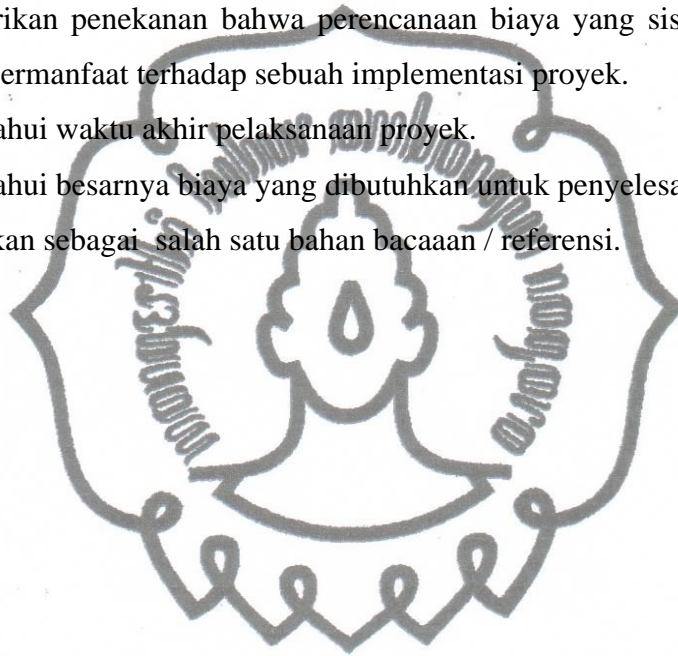 rikan penekanan bahwa perencanaan biaya yang sis
ermanfaat terhadap sebuah implementasi proyek.
ahui waktu akhir pelaksanaan proyek.
ahui besarnya biaya yang dibutuhkan untuk penyelesa
kan sebagai salah satu bahan bacaaan / referensi.